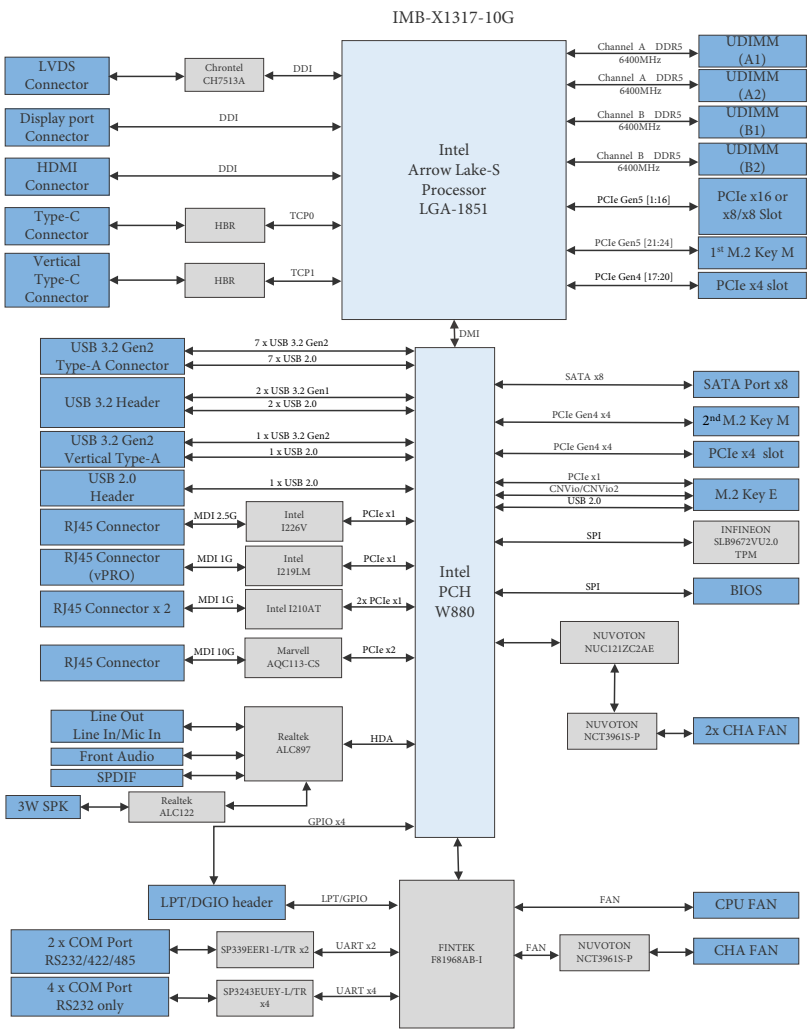 IMB-X1317-10G
LVDS
Connector
Chrontel
CH7513A
DDI
Display port
Connector
DDI
HDMI
Connector
DDI
Type-C
Connector
HBR
TCP0
Vertical
Type-C
Connector
HBR
TCP1
Intel
Arrow Lake-S
Processor
LGA-1851
Channel A DDR5
6400MHz
UDIMM
(A1)
Channel A DDR5
6400MHz
UDIMM
(A2)
Channel B DDR5
6400MHz
UDIMM
(B1)
Channel B DDR5
6400MHz
UDIMM
(B2)
PCIe Gen5 [1:16]
PCIe x16 or
x8/x8 Slot
PCIe Gen5 [21:24]
1st M.2 Key M
PCIe Gen4 [17:20]
PCIe x4 slot
DMI
USB 3.2 Gen2
Type-A Connector
7 x USB 3.2 Gen2
7 x USB 2.0
USB 3.2 Header
2 x USB 3.2 Gen1
2 x USB 2.0
USB 3.2 Gen2
Vertical Type-A
1 x USB 3.2 Gen2
1 x USB 2.0
USB 2.0
Header
1 x USB 2.0
RJ45 Connector
MDI 2.5G
Intel
I226V
PCIe x1
RJ45 Connector
(vPRO)
MDI 1G
Intel
I219LM
PCIe x1
RJ45 Connector x 2
MDI 1G
Intel I210AT
2x PCIe x1
RJ45 Connector
MDI 10G
Marvell
AQC113-CS
PCIe x2
Intel
PCH
W880
SATA x8
SATA Port x8
PCIe Gen4 x4
2nd M.2 Key M
PCIe Gen4 x4
PCIe x4 slot
PCIe x1
CNVio/CNVio2
USB 2.0
M.2 Key E
SPI
INFINEON
SLB9672VU2.0
TPM
SPI
BIOS
NUVOTON
NUC121ZC2AE
NUVOTON
NCT3961S-P
2x CHA FAN
Line Out
Line In/Mic In
Front Audio
SPDIF
Realtek
ALC897
HDA
3W SPK
Realtek
ALC122
GPIO x4
LPT/DGIO header
LPT/GPIO
2 x COM Port
RS232/422/485
SP339EER1-L/TR x2
UART x2
4 x COM Port
RS232 only
SP3243EUEY-L/TR
x4
UART x4
FINTEK
F81968AB-I
FAN
CPU FAN
FAN
NUVOTON
NCT3961S-P
CHA FAN